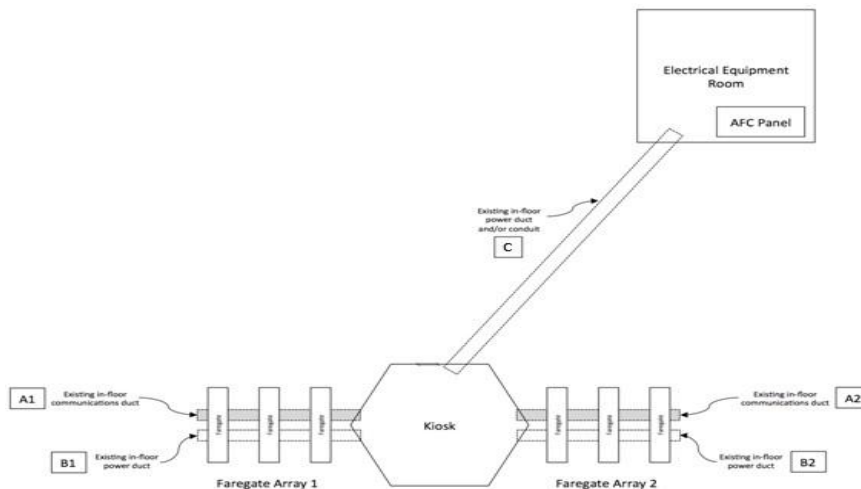 Electrical Equipment
Room
AFC Panel
Existing in-floor
power duct
and/or conduit
C
A1
Existing in-floor
communications duct
B1
Existing in-floor
power duct
Faregate
Faregate
Faregate
Faregate Array 1
Kiosk
Faregate
Faregate
Faregate
Faregate Array 2
Existing in-floor
communications duct
A2
Existing in-floor
power duct
B2